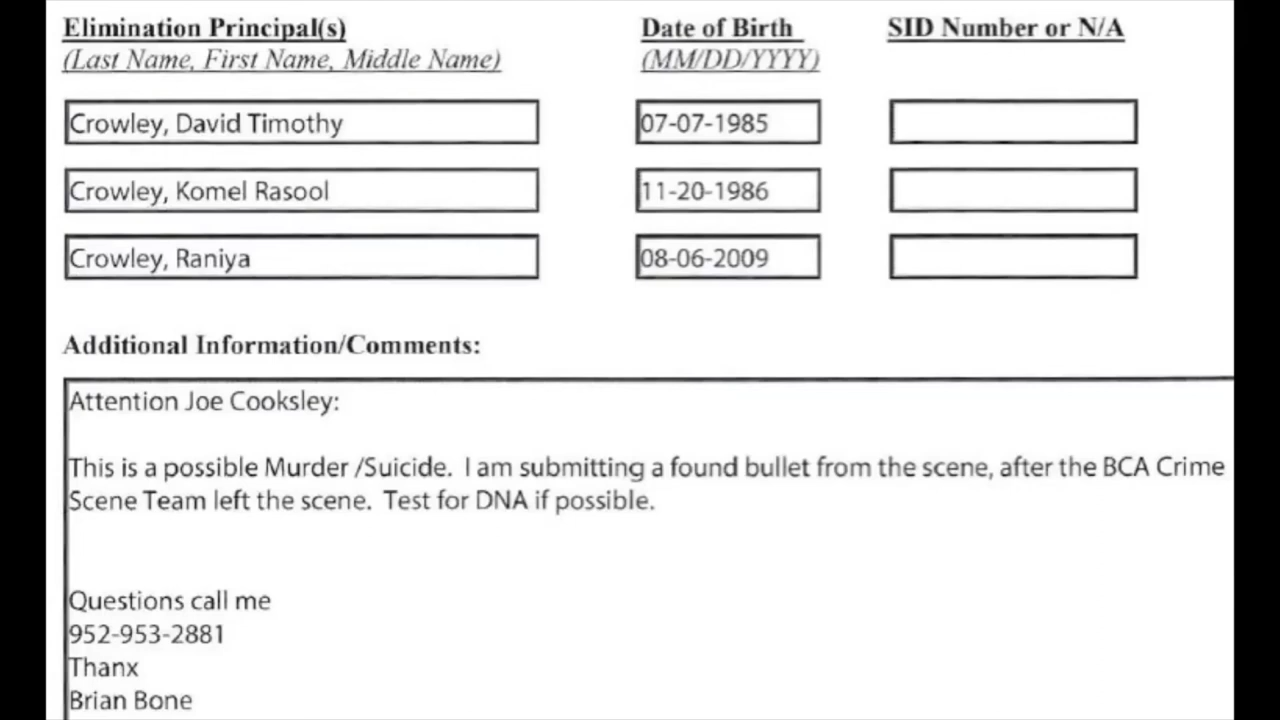 Elimination Principal(s) Date of Birth SID Number or N/A
(Last Name, First Name, Middle Name) (MM/DD/YYYY)
Crowley, David Timothy 07-07-1985
Crowley, Komel Rasool 11-20-1986
Crowley, Raniya 08-06-2009
Additional Information/Comments:
Attention Joe Cooksley:
This is a possible Murder /Suicide. I am submitting a found bullet from the scene, after the BCA Crime
Scene Team left the scene. Test for DNA if possible.
Questions call me
952-953-2881
Thanx
Brian Bone